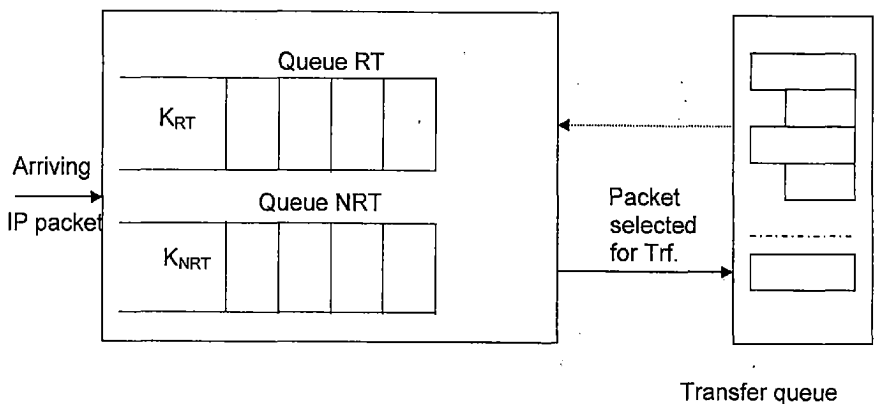 Queue RT
K_RT
Arriving
IP packet
Queue NRT
K_NRT
Packet
selected
for Trf.
Transfer queue